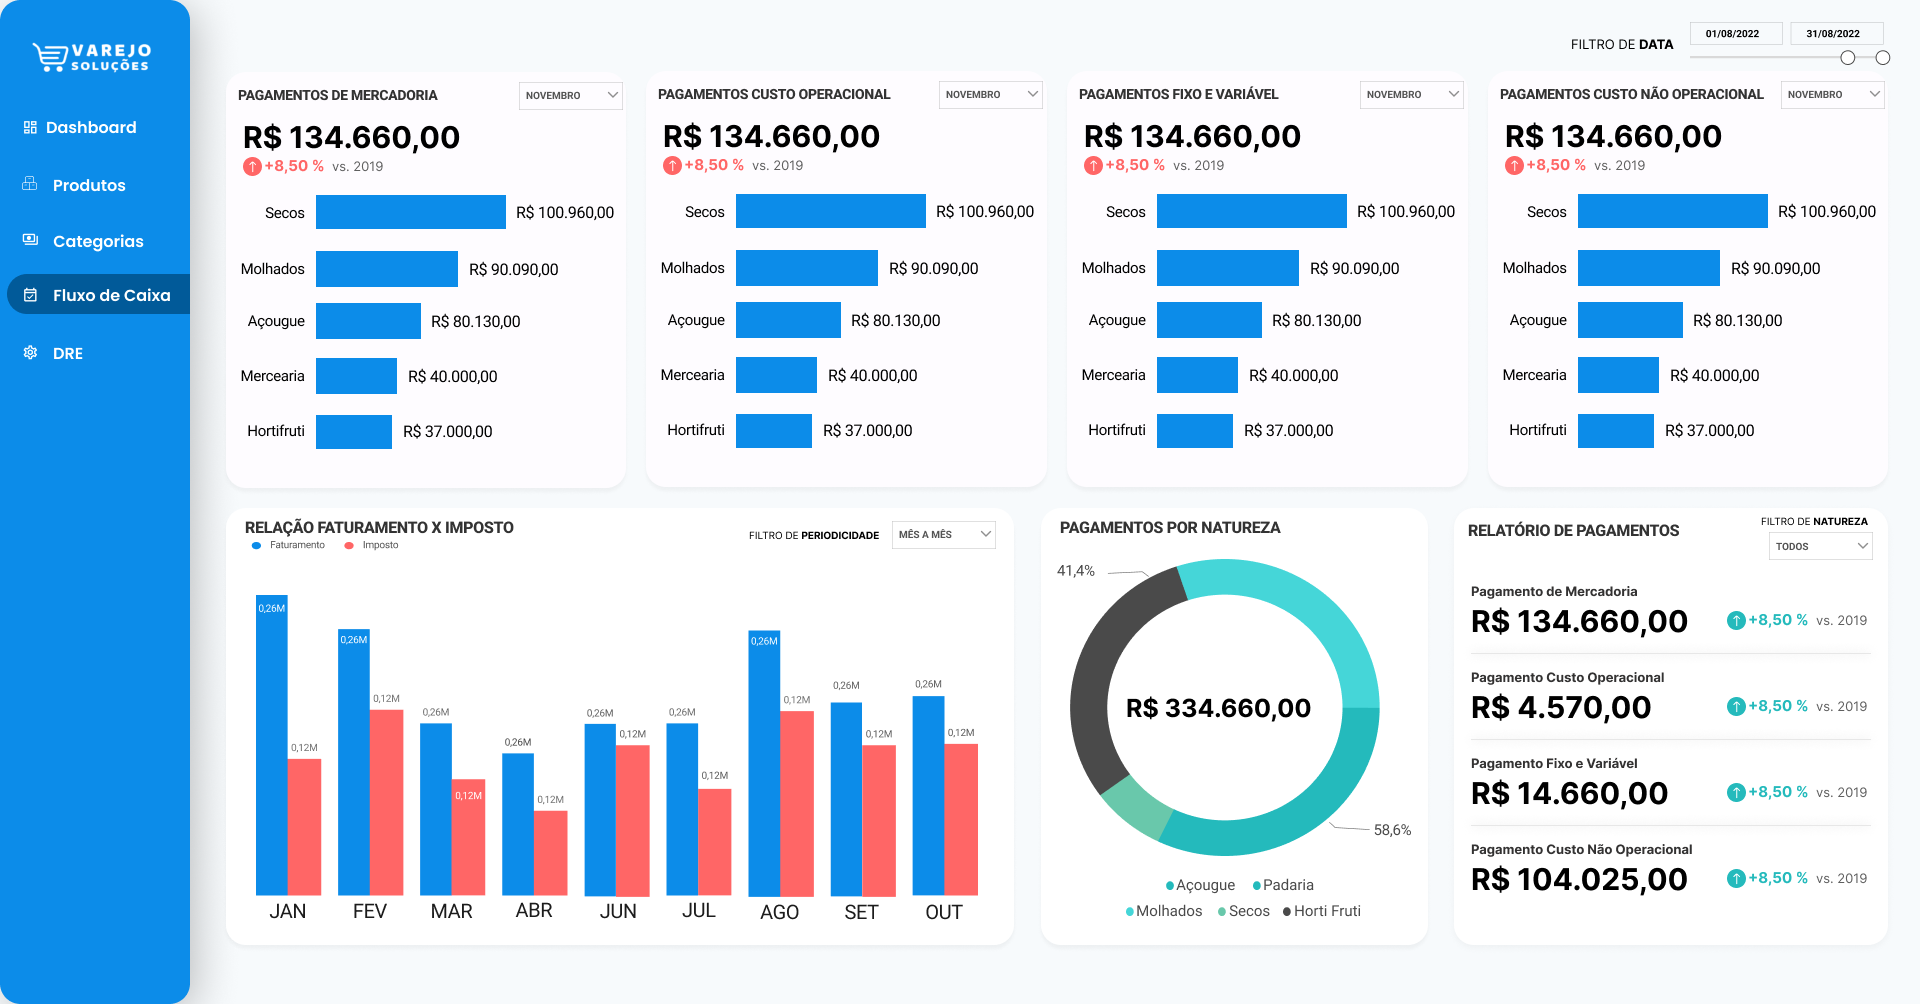 VAREJO
SOLUÇÕES
Dashboard
Produtos
Categorias
Fluxo de Caixa
DRE
FILTRO DE DATA
01/08/2022
31/08/2022
PAGAMENTOS DE MERCADORIA
NOVEMBRO
R$ 134.660,00
+8,50 % vs. 2019
Secos R$ 100.960,00
Molhados R$ 90.090,00
Açougue R$ 80.130,00
Mercearia R$ 40.000,00
Hortifruti R$ 37.000,00
PAGAMENTOS CUSTO OPERACIONAL
NOVEMBRO
R$ 134.660,00
+8,50 % vs. 2019
Secos R$ 100.960,00
Molhados R$ 90.090,00
Açougue R$ 80.130,00
Mercearia R$ 40.000,00
Hortifruti R$ 37.000,00
PAGAMENTOS FIXO E VARIÁVEL
NOVEMBRO
R$ 134.660,00
+8,50 % vs. 2019
Secos R$ 100.960,00
Molhados R$ 90.090,00
Açougue R$ 80.130,00
Mercearia R$ 40.000,00
Hortifruti R$ 37.000,00
PAGAMENTOS CUSTO NÃO OPERACIONAL
NOVEMBRO
R$ 134.660,00
+8,50 % vs. 2019
Secos R$ 100.960,00
Molhados R$ 90.090,00
Açougue R$ 80.130,00
Mercearia R$ 40.000,00
Hortifruti R$ 37.000,00
RELAÇÃO FATURAMENTO X IMPOSTO
Faturamento Imposto
FILTRO DE PERIODICIDADE
MÊS A MÊS
0,26M 0,12M
0,26M 0,12M
0,26M 0,12M
0,26M 0,12M
0,26M 0,12M
0,26M 0,12M
0,26M 0,12M
0,26M 0,12M
0,26M 0,12M
JAN FEV MAR ABR JUN JUL AGO SET OUT
PAGAMENTOS POR NATUREZA
41,4%
R$ 334.660,00
58,6%
Açougue Padaria
Molhados Secos Horti Fruti
RELATÓRIO DE PAGAMENTOS
FILTRO DE NATUREZA
TODOS
Pagamento de Mercadoria
R$ 134.660,00 +8,50 % vs. 2019
Pagamento Custo Operacional
R$ 4.570,00 +8,50 % vs. 2019
Pagamento Fixo e Variável
R$ 14.660,00 +8,50 % vs. 2019
Pagamento Custo Não Operacional
R$ 104.025,00 +8,50 % vs. 2019